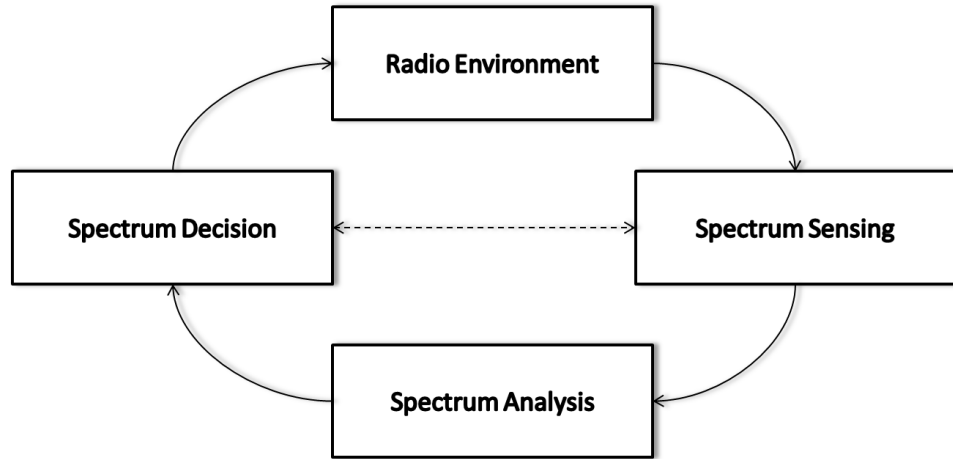 Radio Environment
Spectrum Decision
Spectrum Sensing
Spectrum Analysis